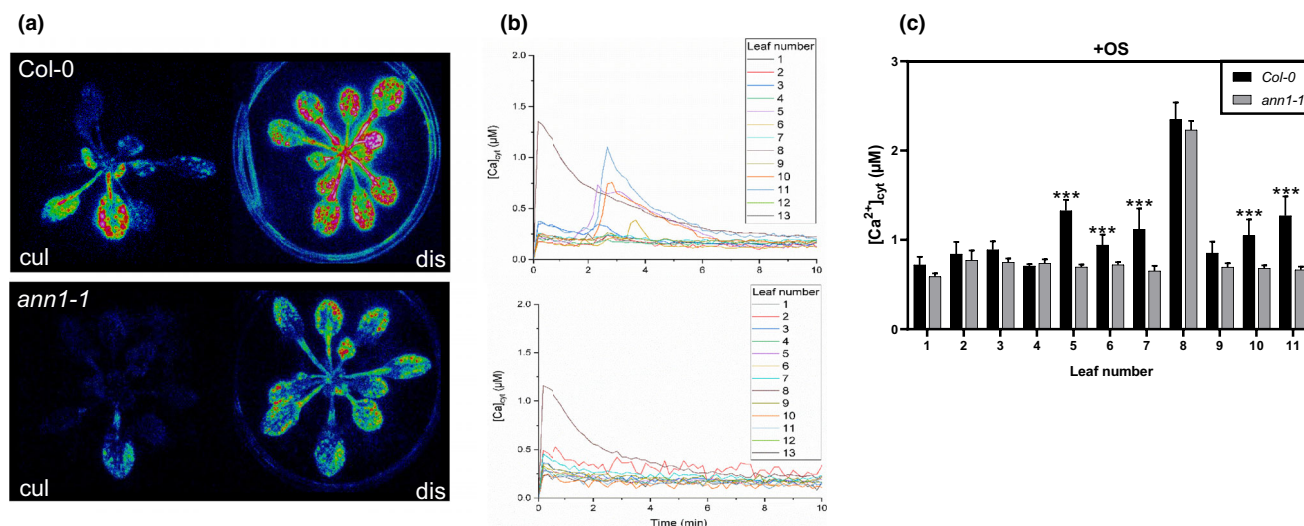 (a)
Col-0
cul
dis
ann1-1
cul
dis
(b)
2.0
1.5
1.0
0.5
0.0
[Ca]cyt (μM)
0
2
4
6
8
10
Leaf number
1
2
3
4
5
6
7
8
9
10
11
12
13
2.0
1.5
1.0
0.5
0.0
[Ca]cyt (μM)
0
2
4
6
8
10
Time (min)
Leaf number
1
2
3
4
5
6
7
8
9
10
11
12
13
(c)
+OS
Col-0
ann1-1
3
2
1
0
[Ca²⁺]cyt (μM)
***
***
***
***
***
1 2 3 4 5 6 7 8 9 10 11
Leaf number